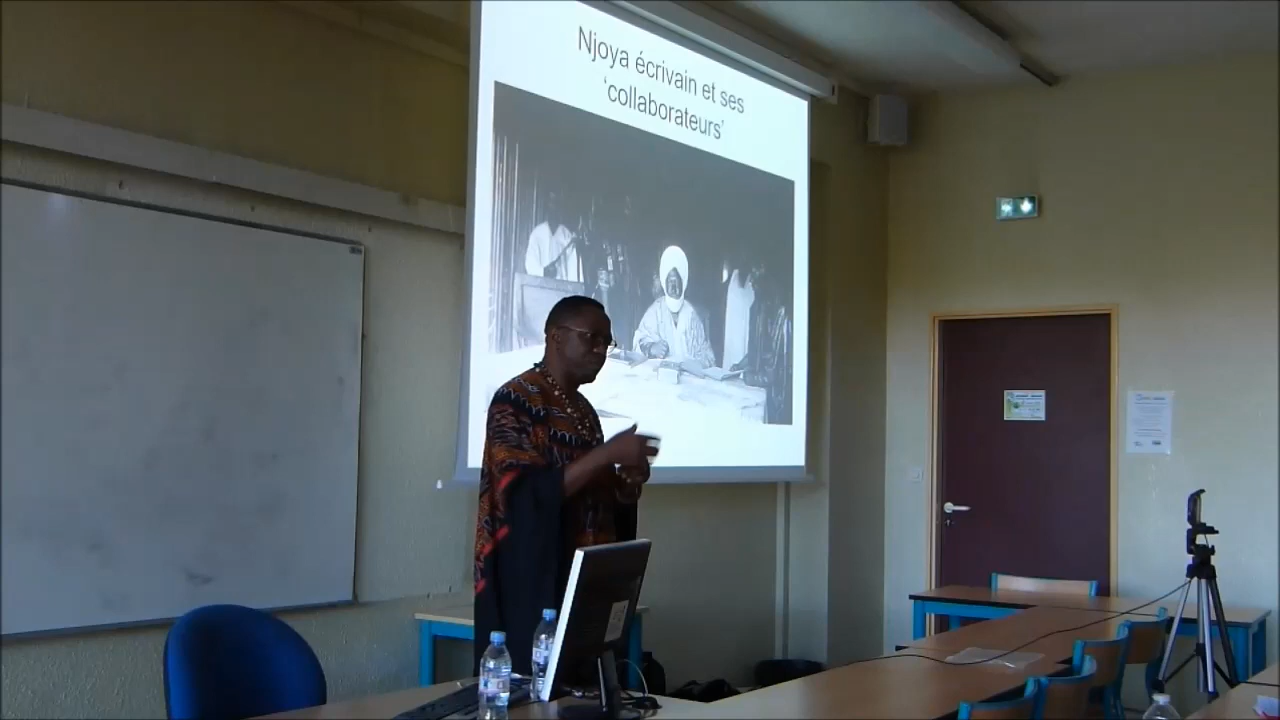 Njoya écrivain et ses
‘collaborateurs’